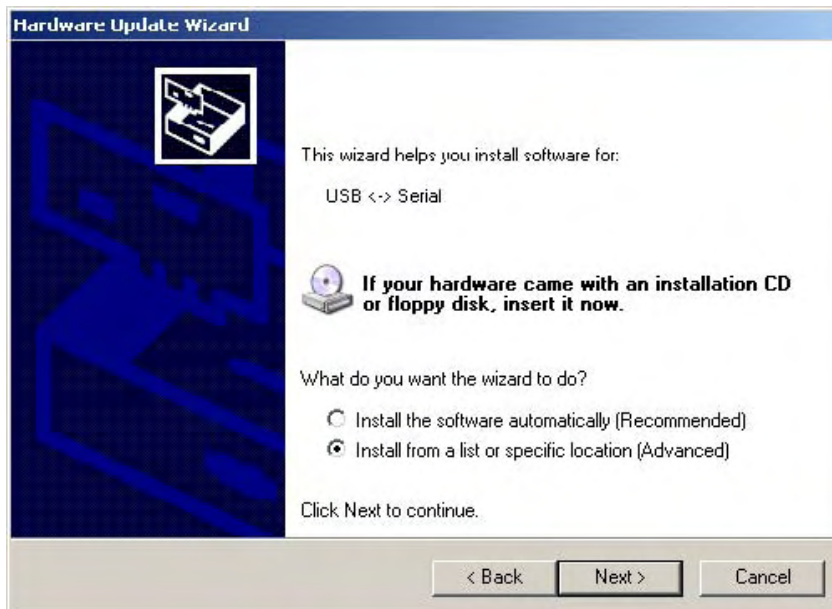 Hardware Update Wizard
This wizard helps you install software for:
USB <-> Serial
If your hardware came with an installation CD
or floppy disk, insert it now.
What do you want the wizard to do?
Install the software automatically (Recommended)
Install from a list or specific location (Advanced)
Click Next to continue.
< Back Next > Cancel